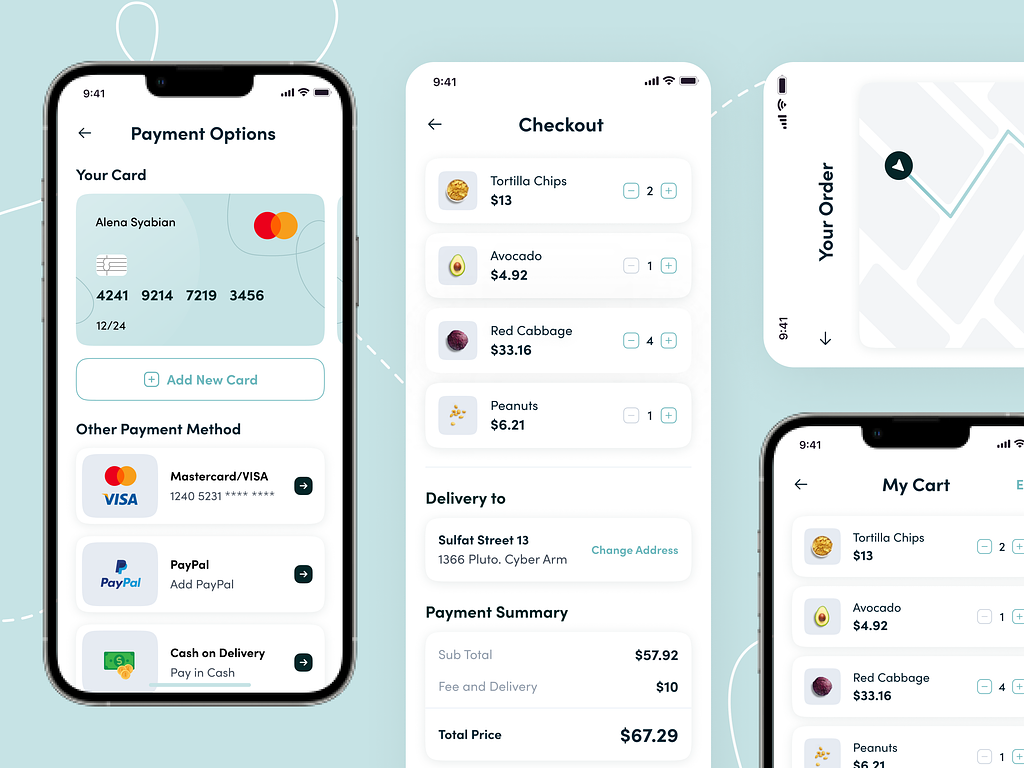 9:41
Payment Options
Your Card
Alena Syabian
4241 9214 7219 3456
12/24
Add New Card
Other Payment Method
Mastercard/VISA
VISA
1240 5231 **** ****
PayPal
PayPal
Add PayPal
Cash on Delivery
Pay in Cash
9:41
Checkout
Tortilla Chips
$13
2
Avocado
$4.92
1
Red Cabbage
$33.16
4
Peanuts
$6.21
1
Delivery to
Sulfat Street 13
1366 Pluto. Cyber Arm
Change Address
Payment Summary
Sub Total
$57.92
Fee and Delivery
$10
Total Price
$67.29
9:41
Your Order
9:41
My Cart
Tortilla Chips
$13
2
Avocado
$4.92
1
Red Cabbage
$33.16
4
Peanuts
$6.21
1